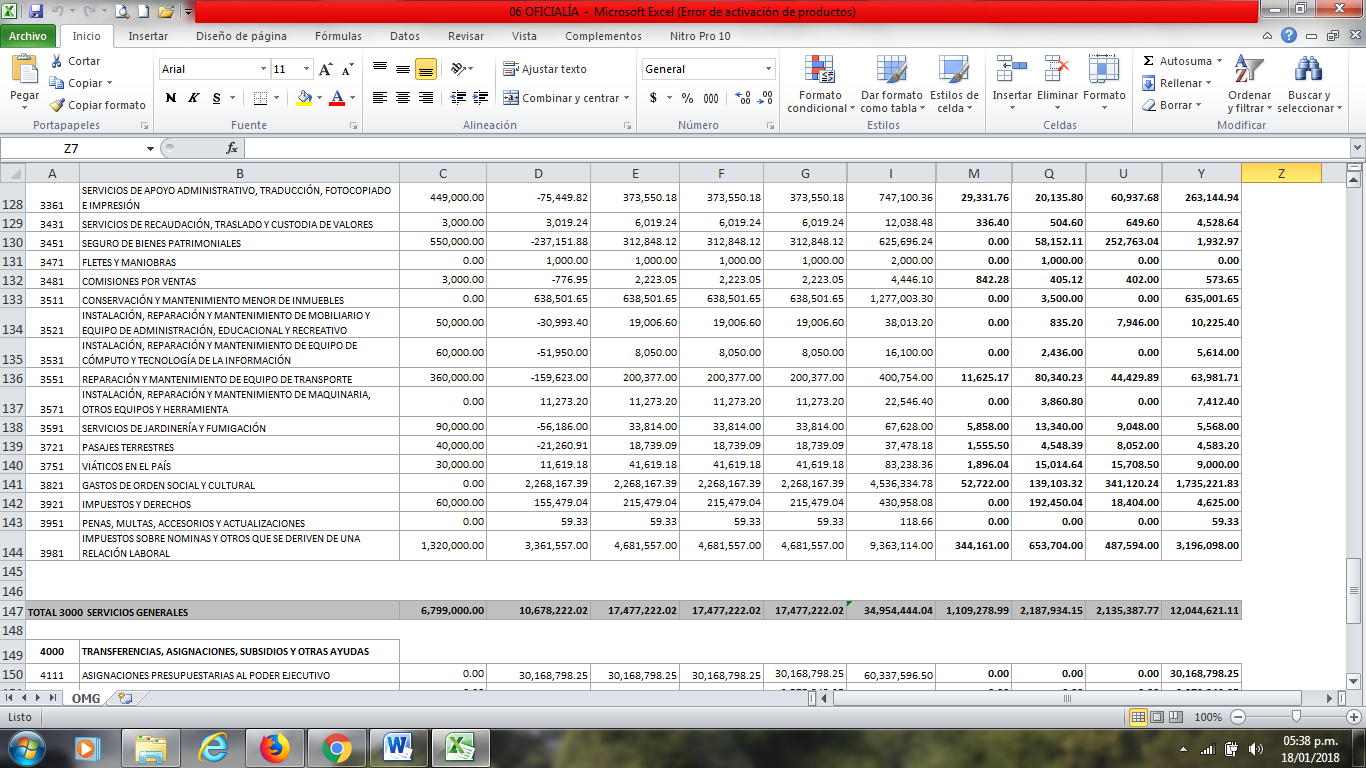 06 OFICIALÍA - Microsoft Excel (Error de activación de productos)
Archivo Inicio Insertar Diseño de página Fórmulas Datos Revisar Vista Complementos Nitro Pro 10
Pegar
Cortar
Copiar
Copiar formato
Portapapeles
Arial 11
N K S
Fuente
Ajustar texto
Combinar y centrar
Alineación
General
$ % 000
Número
Formato condicional
Dar formato como tabla
Estilos de celda
Estilos
Insertar Eliminar Formato
Celdas
Autosuma
Rellenar
Borrar
Ordenar y filtrar
Buscar y seleccionar
Modificar
Z7 fx
A B C D E F G I M Q U Y Z
128 3361 SERVICIOS DE APOYO ADMINISTRATIVO, TRADUCCIÓN, FOTOCOPIADO E IMPRESIÓN 449,000.00 -75,449.82 373,550.18 373,550.18 373,550.18 747,100.36 29,331.76 20,135.80 60,937.68 263,144.94
129 3431 SERVICIOS DE RECAUDACIÓN, TRASLADO Y CUSTODIA DE VALORES 3,000.00 3,019.24 6,019.24 6,019.24 6,019.24 12,038.48 336.40 504.60 649.60 4,528.64
130 3451 SEGURO DE BIENES PATRIMONIALES 550,000.00 -237,151.88 312,848.12 312,848.12 312,848.12 625,696.24 0.00 58,152.11 252,763.04 1,932.97
131 3471 FLETES Y MANIOBRAS 0.00 1,000.00 1,000.00 1,000.00 1,000.00 2,000.00 0.00 1,000.00 0.00 0.00
132 3481 COMISIONES POR VENTAS 3,000.00 -776.95 2,223.05 2,223.05 2,223.05 4,446.10 842.28 405.12 402.00 573.65
133 3511 CONSERVACIÓN Y MANTENIMIENTO MENOR DE INMUEBLES 0.00 638,501.65 638,501.65 638,501.65 638,501.65 1,277,003.30 0.00 3,500.00 0.00 635,001.65
134 3521 INSTALACIÓN, REPARACIÓN Y MANTENIMIENTO DE MOBILIARIO Y EQUIPO DE ADMINISTRACIÓN, EDUCACIONAL Y RECREATIVO 50,000.00 -30,993.40 19,006.60 19,006.60 19,006.60 38,013.20 0.00 835.20 7,946.00 10,225.40
135 3531 INSTALACIÓN, REPARACIÓN Y MANTENIMIENTO DE EQUIPO DE CÓMPUTO Y TECNOLOGÍA DE LA INFORMACIÓN 60,000.00 -51,950.00 8,050.00 8,050.00 8,050.00 16,100.00 0.00 2,436.00 0.00 5,614.00
136 3551 REPARACIÓN Y MANTENIMIENTO DE EQUIPO DE TRANSPORTE 360,000.00 -159,623.00 200,377.00 200,377.00 200,377.00 400,754.00 11,625.17 80,340.23 44,429.89 63,981.71
137 3571 INSTALACIÓN, REPARACIÓN Y MANTENIMIENTO DE MAQUINARIA, OTROS EQUIPOS Y HERRAMIENTA 0.00 11,273.20 11,273.20 11,273.20 11,273.20 22,546.40 0.00 3,860.80 0.00 7,412.40
138 3591 SERVICIOS DE JARDINERÍA Y FUMIGACIÓN 90,000.00 -56,186.00 33,814.00 33,814.00 33,814.00 67,628.00 5,858.00 13,340.00 9,048.00 5,568.00
139 3721 PASAJES TERRESTRES 40,000.00 -21,260.91 18,739.09 18,739.09 18,739.09 37,478.18 1,555.50 4,548.39 8,052.00 4,583.20
140 3751 VIÁTICOS EN EL PAÍS 30,000.00 11,619.18 41,619.18 41,619.18 41,619.18 83,238.36 1,896.04 15,014.64 15,708.50 9,000.00
141 3821 GASTOS DE ORDEN SOCIAL Y CULTURAL 0.00 2,268,167.39 2,268,167.39 2,268,167.39 2,268,167.39 4,536,334.78 52,722.00 139,103.32 341,120.24 1,735,221.83
142 3921 IMPUESTOS Y DERECHOS 60,000.00 155,479.04 215,479.04 215,479.04 215,479.04 430,958.08 0.00 192,450.04 18,404.00 4,625.00
143 3951 PENAS, MULTAS, ACCESORIOS Y ACTUALIZACIONES 0.00 59.33 59.33 59.33 59.33 118.66 0.00 0.00 0.00 59.33
144 3981 IMPUESTOS SOBRE NOMINAS Y OTROS QUE SE DERIVEN DE UNA RELACIÓN LABORAL 1,320,000.00 3,361,557.00 4,681,557.00 4,681,557.00 4,681,557.00 9,363,114.00 344,161.00 653,704.00 487,594.00 3,196,098.00
145
146
147 TOTAL 3000 SERVICIOS GENERALES 6,799,000.00 10,678,222.02 17,477,222.02 17,477,222.02 17,477,222.02 34,954,444.04 1,109,278.99 2,187,934.15 2,135,387.77 12,044,621.11
148
149 4000 TRANSFERENCIAS, ASIGNACIONES, SUBSIDIOS Y OTRAS AYUDAS
150 4111 ASIGNACIONES PRESUPUESTARIAS AL PODER EJECUTIVO 0.00 30,168,798.25 30,168,798.25 30,168,798.25 30,168,798.25 60,337,596.50 0.00 0.00 0.00 30,168,798.25
OMG
Listo 100%
05:38 p.m.
18/01/2018